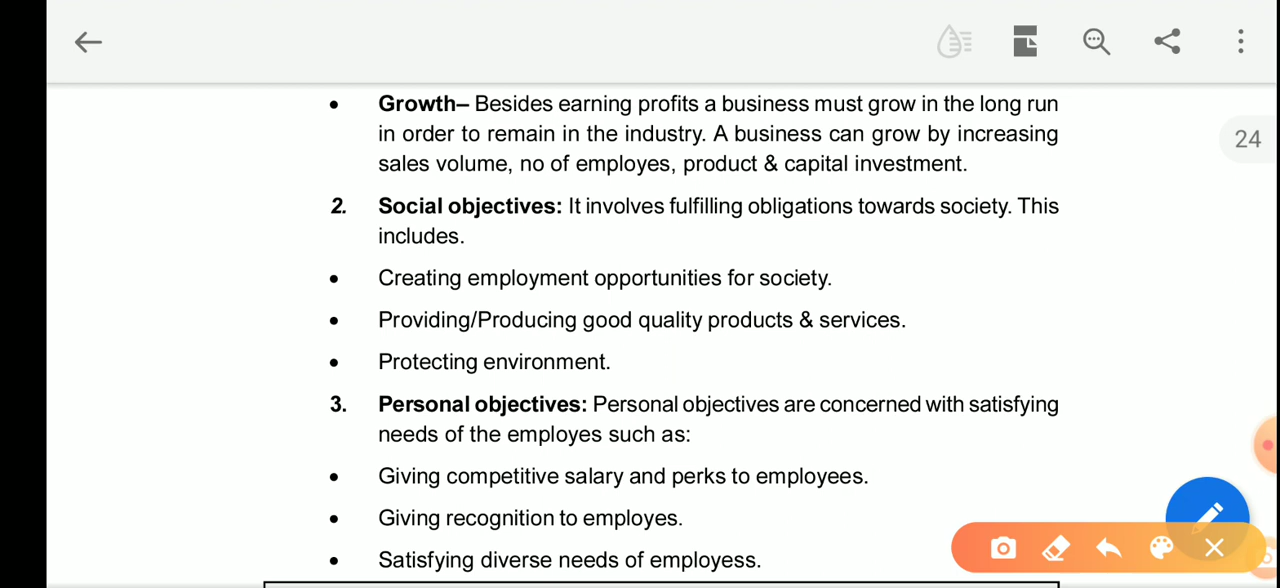 • Growth– Besides earning profits a business must grow in the long run
in order to remain in the industry. A business can grow by increasing
24
sales volume, no of employes, product & capital investment.
2. Social objectives: It involves fulfilling obligations towards society. This
includes.
• Creating employment opportunities for society.
• Providing/Producing good quality products & services.
• Protecting environment.
3. Personal objectives: Personal objectives are concerned with satisfying
needs of the employes such as:
• Giving competitive salary and perks to employees.
• Giving recognition to employes.
• Satisfying diverse needs of employess.